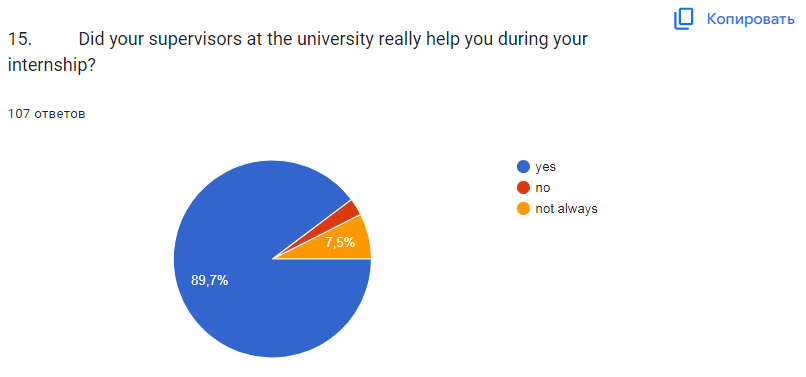 Копировать
15. Did your supervisors at the university really help you during your
internship?
107 ответов
yes
no
not always
7,5%
89,7%